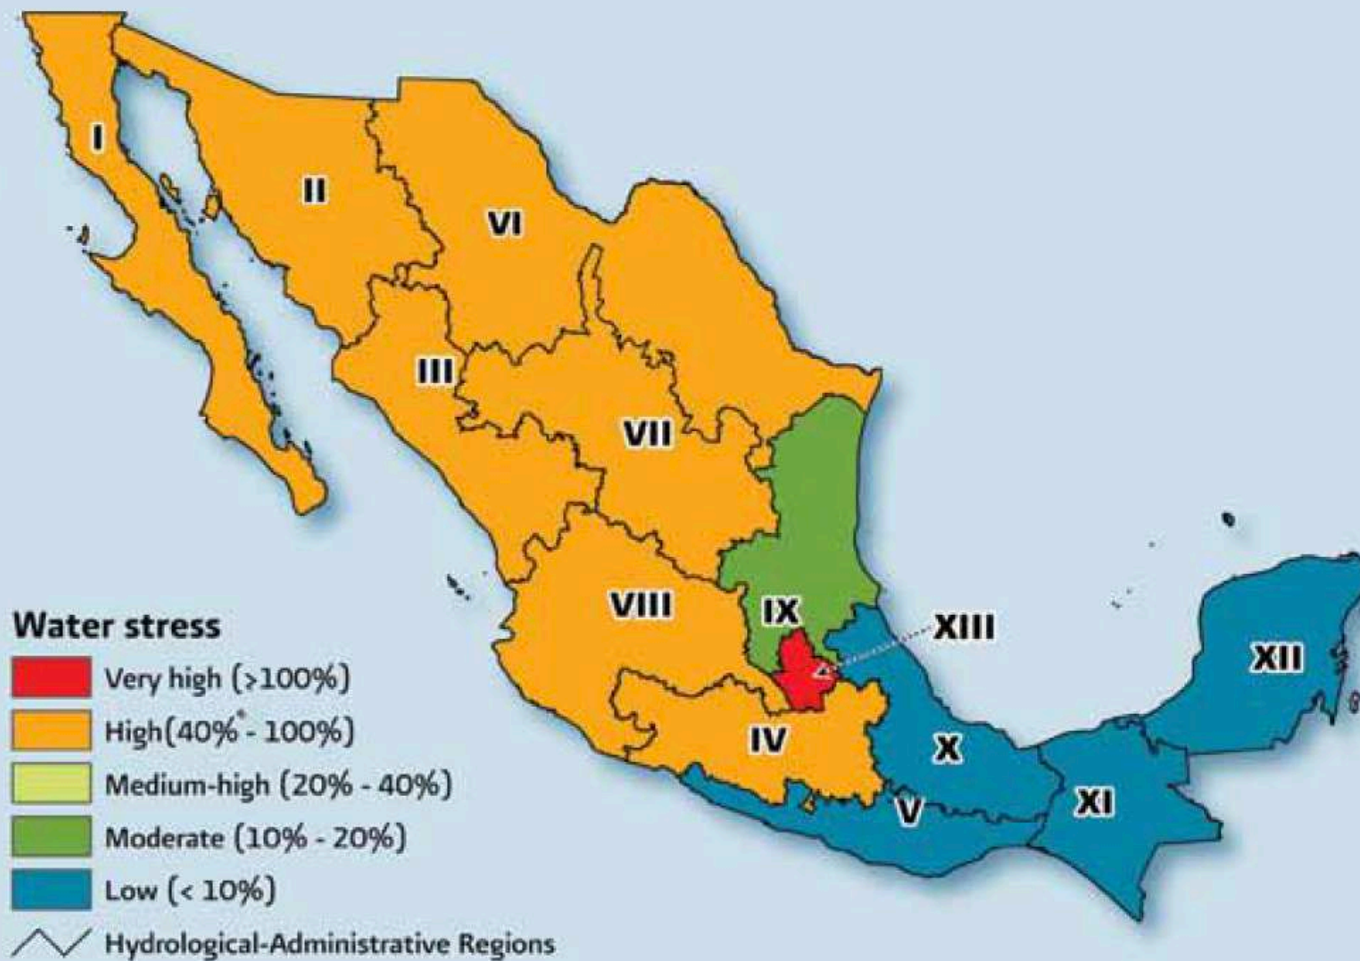 I
II
VI
III
VII
VIII
IX
XIII
XII
IV
X
V
XI
Water stress
Very high (>100%)
High(40%* - 100%)
Medium-high (20% - 40%)
Moderate (10% - 20%)
Low (< 10%)
Hydrological-Administrative Regions